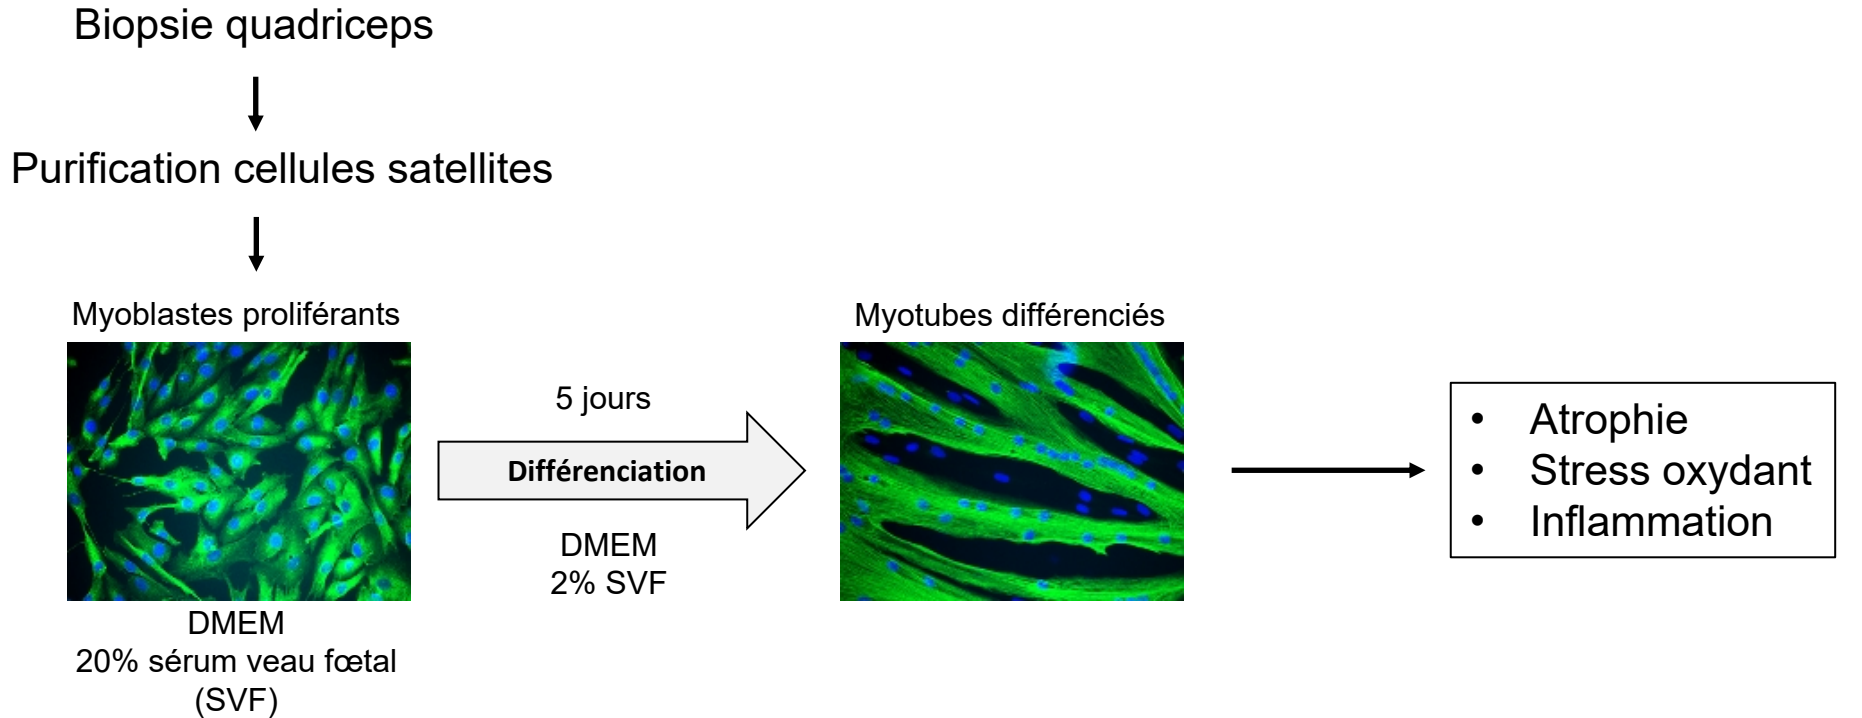 Biopsie quadriceps
Purification cellules satellites
Myoblastes proliférants
DMEM
20% sérum veau fœtal
(SVF)
5 jours
Différenciation
DMEM
2% SVF
Myotubes différenciés
• Atrophie
• Stress oxydant
• Inflammation